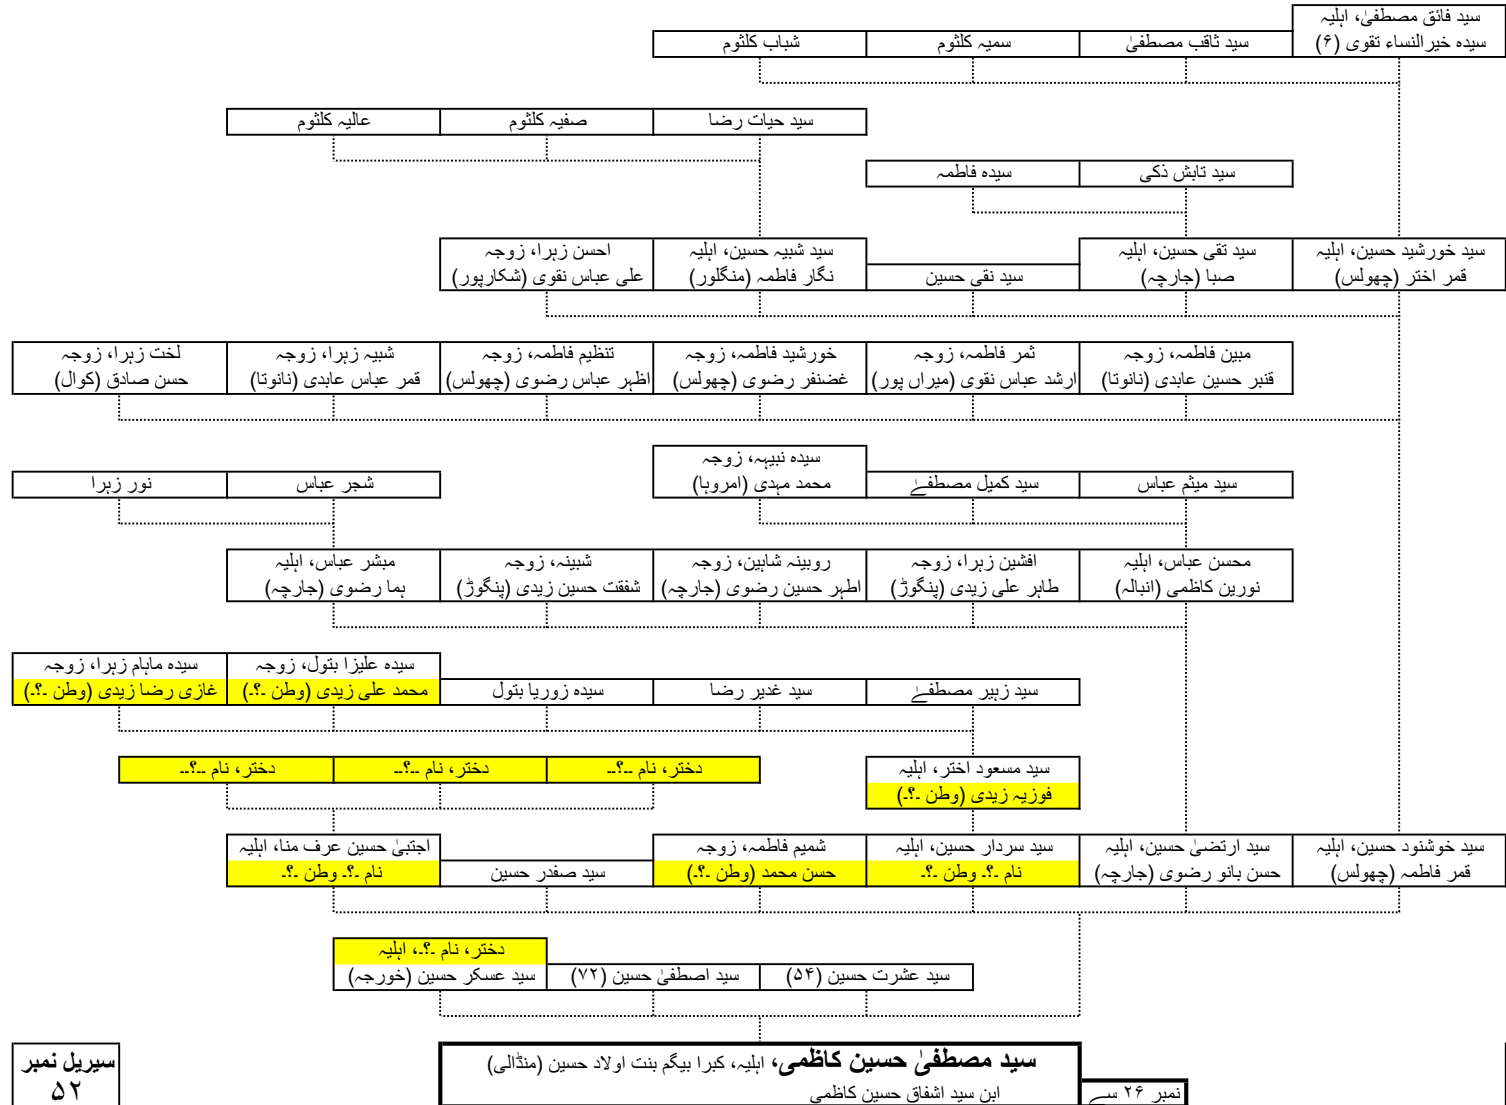 سید فائق مصطفیٰ، اہلیہ
سیدہ خیر النساء تقوی (۶)
سید ثاقب مصطفیٰ
سمیہ کلثوم
شباب کلثوم
سید حیات رضا
صفیہ کلثوم
عالیہ کلثوم
سید تابش ذکی
سیدہ فاطمہ
سید خورشید حسین، اہلیہ
قمر اختر (چھولس)
سید تقی حسین، اہلیہ
صبا (جارچہ)
سید نقی حسین
سید شبیہ حسین، اہلیہ
نگار فاطمہ (منگلور)
احسن زہرا، زوجہ
علی عباس نقوی (شکارپور)
مبین فاطمہ، زوجہ
قنبر حسین عابدی (نانوتا)
ثمر فاطمہ، زوجہ
ارشد عباس نقوی (میراں پور)
خورشید فاطمہ، زوجہ
غضنفر رضوی (چھولس)
تنظیم فاطمہ، زوجہ
اظہر عباس رضوی (چھولس)
شبیہ زہرا، زوجہ
قمر عباس عابدی (نانوتا)
لخت زہرا، زوجہ
حسن صادق (کوال)
سید میثم عباس
سید کمیل مصطفےٰ
سیدہ نبیہہ، زوجہ
محمد مہدی (امروہا)
شجر عباس
نور زہرا
محسن عباس، اہلیہ
نورین کاظمی (انبالہ)
افشین زہرا، زوجہ
طاہر علی زیدی (پنگوڑ)
روبینہ شاہین، زوجہ
اطہر حسین رضوی (جارچہ)
شبینہ، زوجہ
شفقت حسین زیدی (پنگوڑ)
مبشر عباس، اہلیہ
ہما رضوی (جارچہ)
سید زبیر مصطفےٰ
سید غدیر رضا
سیدہ زوریا بتول
سیدہ علیزا بتول، زوجہ
محمد علی زیدی (وطن ۔؟۔)
سیدہ ماہام زہرا، زوجہ
غازی رضا زیدی (وطن ۔؟۔)
سید مسعود اختر، اہلیہ
فوزیہ زیدی (وطن ۔؟۔)
دختر، نام ۔۔؟۔۔
دختر، نام ۔۔؟۔۔
دختر، نام ۔۔؟۔۔
سید خوشنود حسین، اہلیہ
قمر فاطمہ (چھولس)
سید ارتضیٰ حسین، اہلیہ
حسن بانو رضوی (جارچہ)
سید سردار حسین، اہلیہ
نام ۔؟۔ وطن ۔؟۔
شمیم فاطمہ، زوجہ
حسن محمد (وطن ۔؟۔)
سید صفدر حسین
اجتبیٰ حسین عرف منا، اہلیہ
نام ۔؟۔ وطن ۔؟۔
سید عشرت حسین (۵۴)
سید اصطفیٰ حسین (۷۲)
دختر، نام ۔؟۔، اہلیہ
سید عسکر حسین (خورجہ)
سید مصطفیٰ حسین کاظمی، اہلیہ، کبرا بیگم بنت اولاد حسین (منڈالی)
ابن سید اشفاق حسین کاظمی
نمبر ۲۶ سے
سیریل نمبر
۵۲